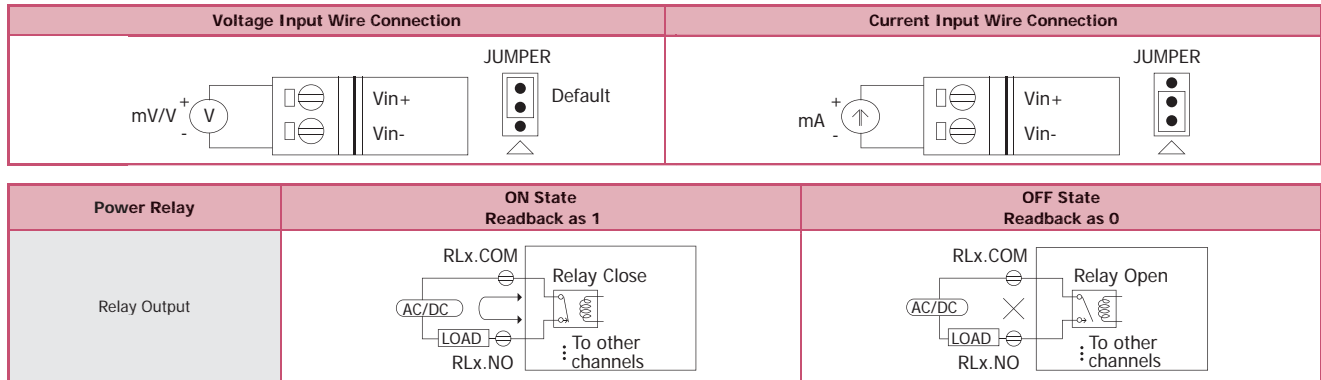 Voltage Input Wire Connection
Current Input Wire Connection
JUMPER
mV/V
+
-
V
Vin+
Vin-
Default
JUMPER
mA
+
-
Vin+
Vin-
Power Relay
ON State
Readback as 1
OFF State
Readback as 0
Relay Output
RLx.COM
Relay Close
AC/DC
LOAD
RLx.NO
To other
channels
RLx.COM
Relay Open
AC/DC
LOAD
RLx.NO
To other
channels